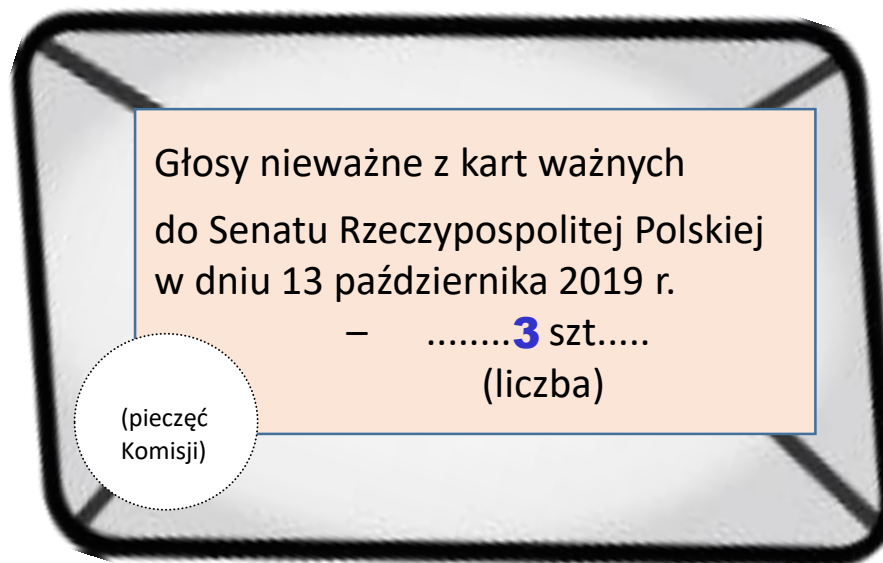 Głosy nieważne z kart ważnych
do Senatu Rzeczypospolitej Polskiej
w dniu 13 października 2019 r.
– ........3 szt.....
(liczba)
(pieczęć
Komisji)